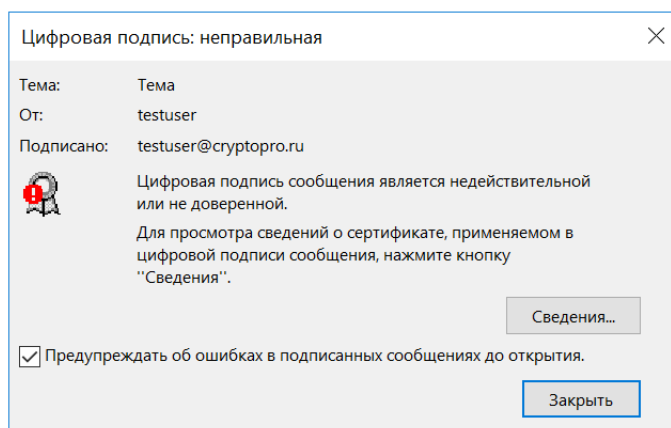 Цифровая подпись: неправильная
Тема: Тема
От: testuser
Подписано: testuser@cryptopro.ru
Цифровая подпись сообщения является недействительной
или не доверенной.
Для просмотра сведений о сертификате, применяемом в
цифровой подписи сообщения, нажмите кнопку
''Сведения''.
Сведения...
Предупреждать об ошибках в подписанных сообщениях до открытия.
Закрыть